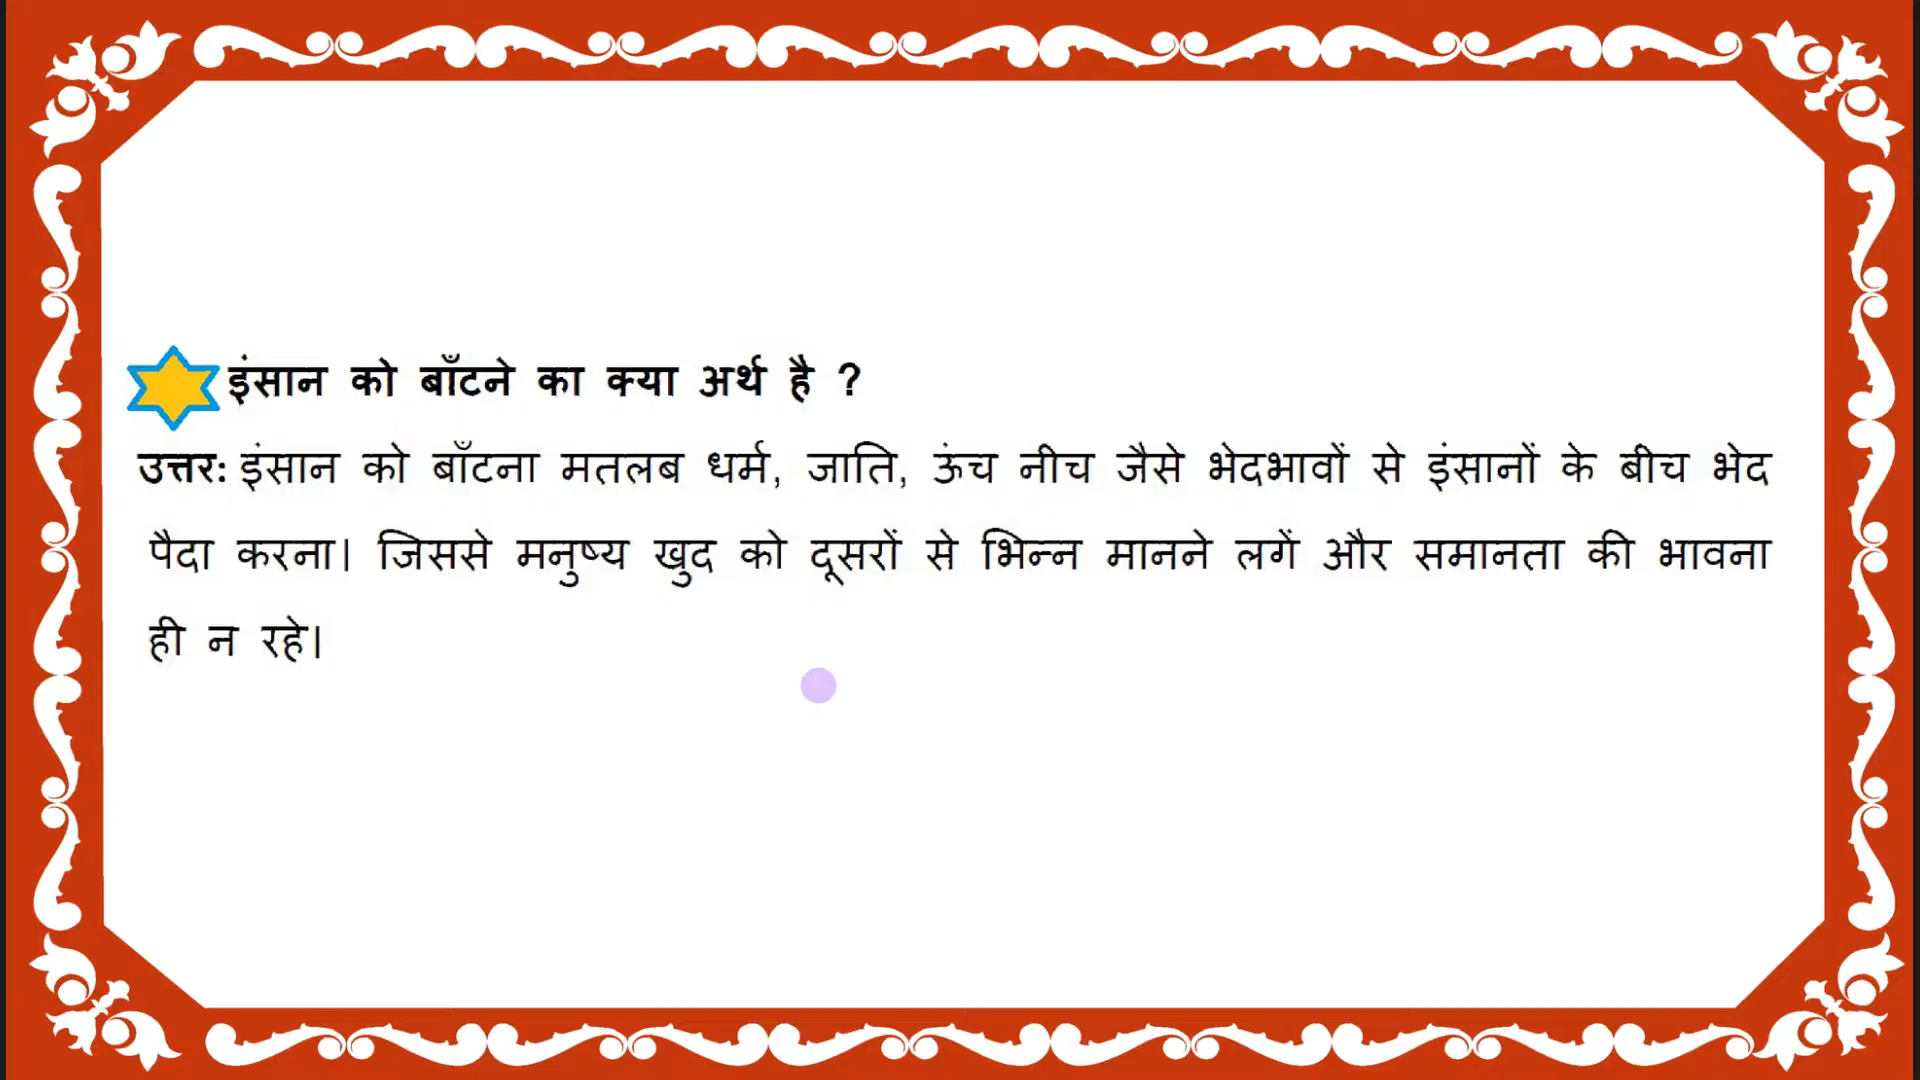 इंसान को बाँटने का क्या अर्थ है ?
उत्तर: इंसान को बाँटना मतलब धर्म, जाति, ऊंच नीच जैसे भेदभावों से इंसानों के बीच भेद
पैदा करना। जिससे मनुष्य खुद को दूसरों से भिन्न मानने लगें और समानता की भावना
ही न रहे।